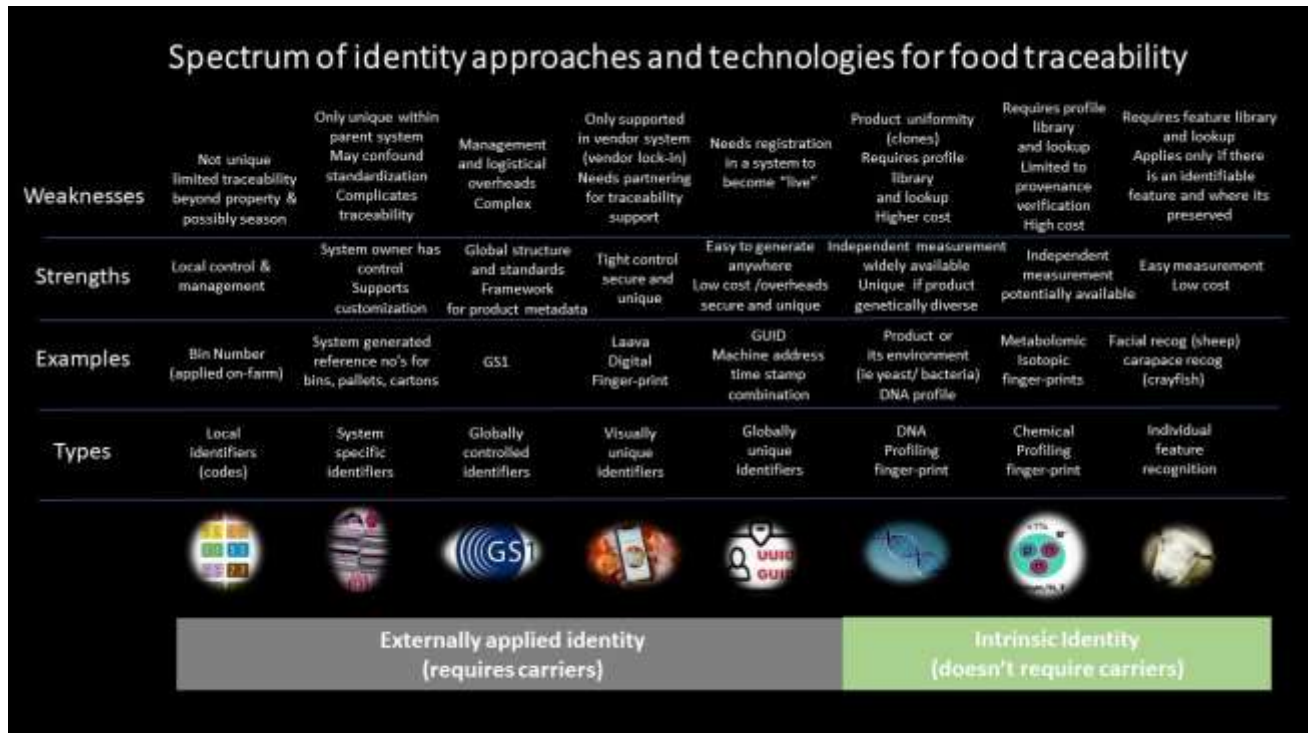 Spectrum of identity approaches and technologies for food traceability
Weaknesses
Not unique
limited traceability
beyond property &
possibly season
Only unique within
parent system
May confound
standardization
Complicates
traceability
Management
and logistical
overheads
Complex
Only supported
in vendor system
(vendor lock-in)
Needs partnering
for traceability
support
Needs registration
in a system to
become "live"
Product uniformity
(clones)
Requires profile
library
and lookup
Higher cost
Requires profile
library
and lookup
Limited to
provenance
verification
High cost
Requires feature library
and lookup
Applies only if there
is an identifiable
feature and where its
preserved
Strengths
Local control &
management
System owner has
control
Supports
customization
Global structure
and standards
Framework
for product metadata
Tight control
secure and
unique
Easy to generate
anywhere
Low cost /overheads
secure and unique
Independent measurement
widely available
Unique if product
genetically diverse
Independent
measurement
potentially available
Easy measurement
Low cost
Examples
Bin Number
(applied on-farm)
System generated
reference no's for
bins, pallets, cartons
GS1
Laava
Digital
Finger-print
GUID
Machine address
time stamp
combination
Product or
its environment
(ie yeast/ bacteria)
DNA profile
Metabolomic
Isotopic
finger-prints
Facial recog (sheep)
carapace recog
(crayfish)
Types
Local
Identifiers
(codes)
System
specific
identifiers
Globally
controlled
identifiers
Visually
unique
identifiers
Globally
unique
identifiers
DNA
Profiling
finger-print
Chemical
Profiling
finger-print
Individual
feature
recognition
GS1
UUID
GUID
Externally applied identity
(requires carriers)
Intrinsic Identity
(doesn't require carriers)